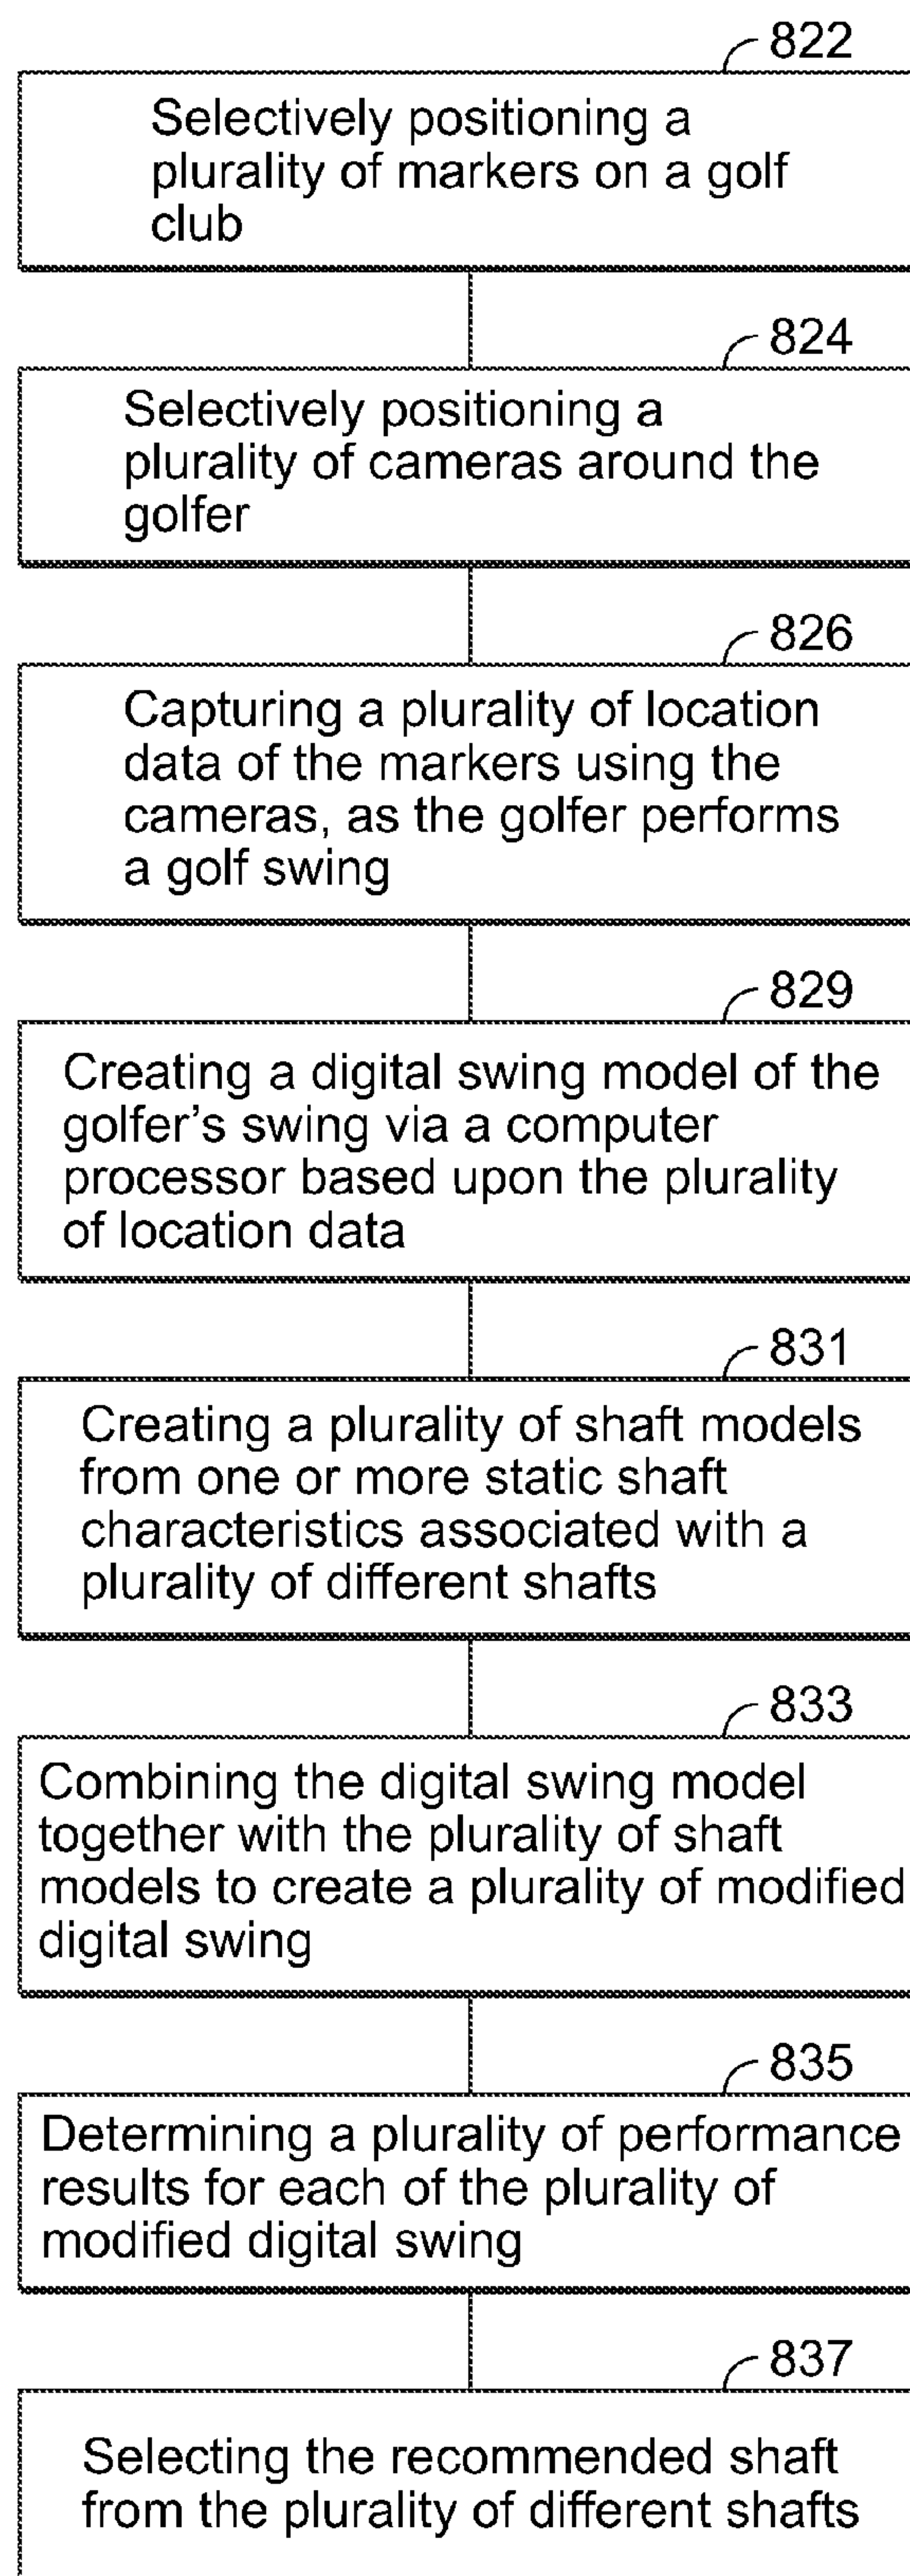 822
Selectively positioning a
plurality of markers on a golf
club
824
Selectively positioning a
plurality of cameras around the
golfer
826
Capturing a plurality of location
data of the markers using the
cameras, as the golfer performs
a golf swing
829
Creating a digital swing model of the
golfer's swing via a computer
processor based upon the plurality
of location data
831
Creating a plurality of shaft models
from one or more static shaft
characteristics associated with a
plurality of different shafts
833
Combining the digital swing model
together with the plurality of shaft
models to create a plurality of modified
digital swing
835
Determining a plurality of performance
results for each of the plurality of
modified digital swing
837
Selecting the recommended shaft
from the plurality of different shafts